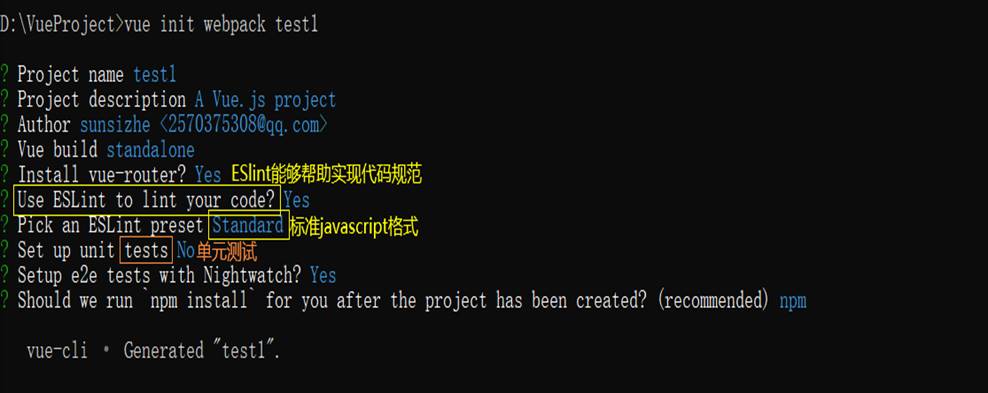 D:\VueProject>vue init webpack test1
? Project name test1
? Project description A Vue.js project
? Author sunsizhe <2570375308@qq.com>
? Vue build standalone
? Install vue-router? Yes ESlint能够帮助实现代码规范
? Use ESLint to lint your code? Yes
? Pick an ESLint preset Standard 标准javascript格式
? Set up unit tests No 单元测试
? Setup e2e tests with Nightwatch? Yes
? Should we run `npm install` for you after the project has been created? (recommended) npm
vue-cli · Generated "test1".